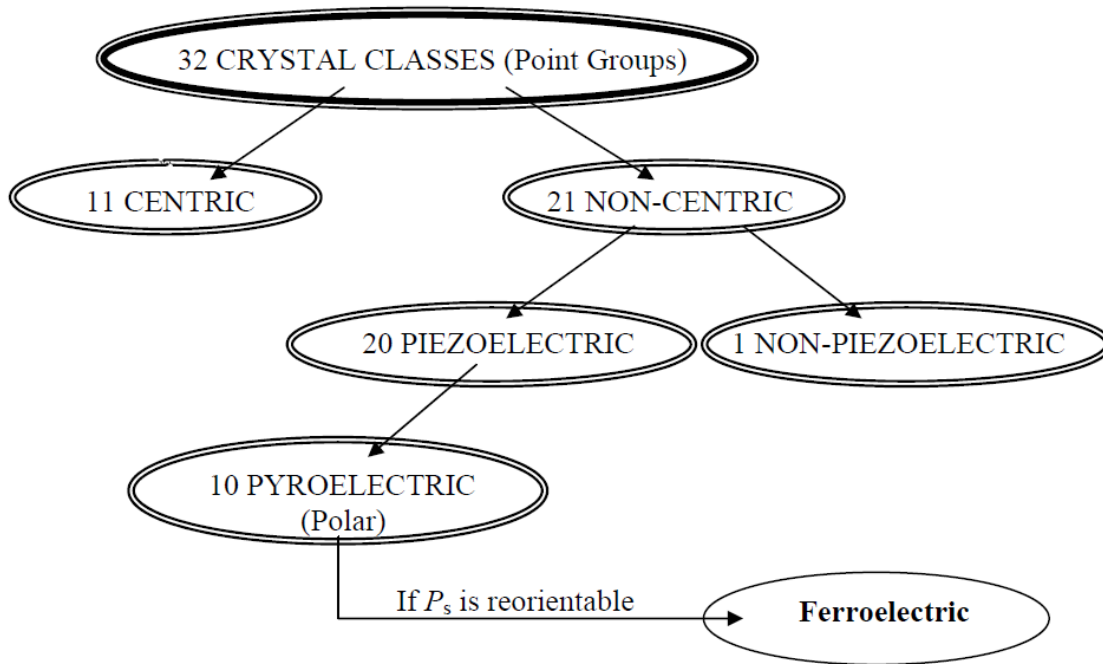 32 CRYSTAL CLASSES (Point Groups)
11 CENTRIC
21 NON-CENTRIC
20 PIEZOELECTRIC
1 NON-PIEZOELECTRIC
10 PYROELECTRIC
(Polar)
If Ps is reorientable
Ferroelectric